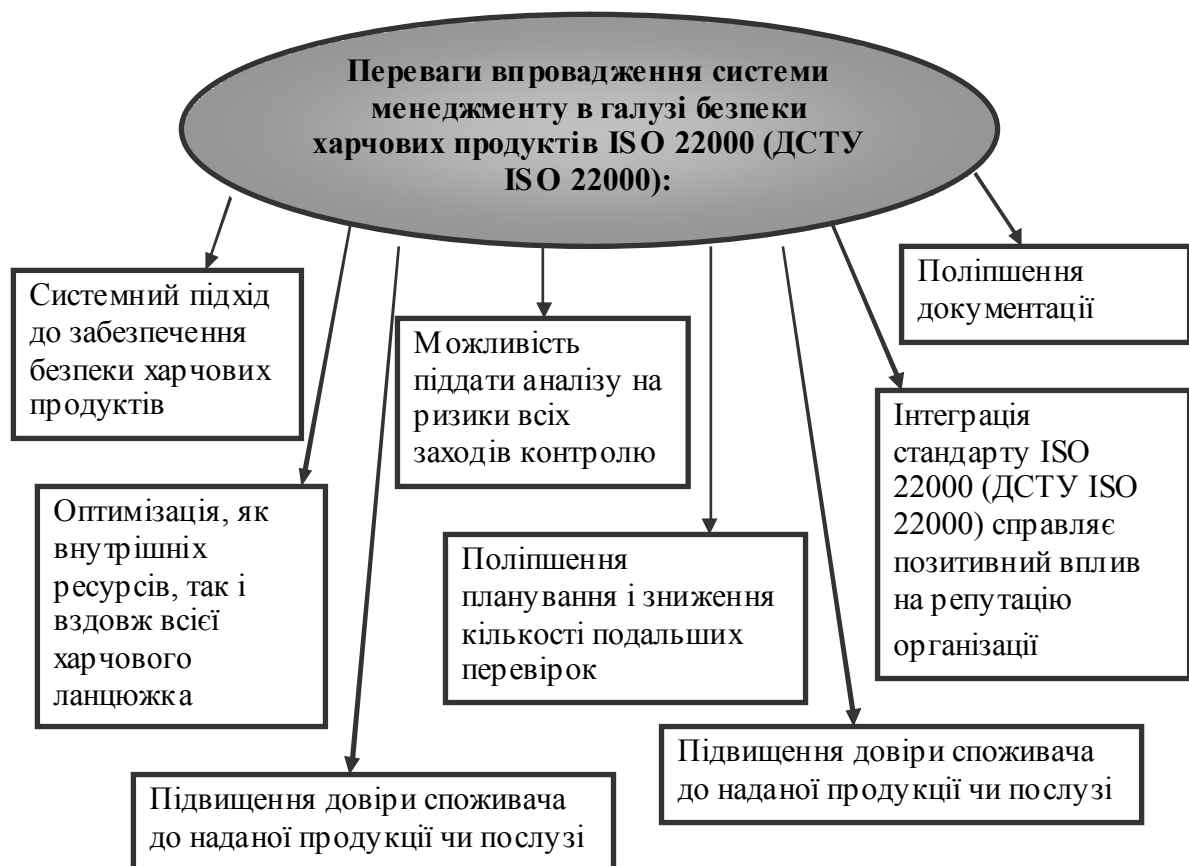 Переваги впровадження системи
менеджменту в галузі безпеки
харчових продуктів ISO 22000 (ДСТУ
ISO 22000):
Системний підхід
до забезпечення
безпеки харчових
продуктів
Можливість
піддати аналізу на
ризики всіх
заходів контролю
Поліпшення
документації
Оптимізація, як
внутрішніх
ресурсів, так і
вздовж всієї
харчового
ланцюжка
Поліпшення
планування і зниження
кількості подальших
перевірок
Інтеграція
стандарту ISO
22000 (ДСТУ ISO
22000) справляє
позитивний вплив
на репутацію
організації
Підвищення довіри споживача
до наданої продукції чи послузі
Підвищення довіри споживача
до наданої продукції чи послузі